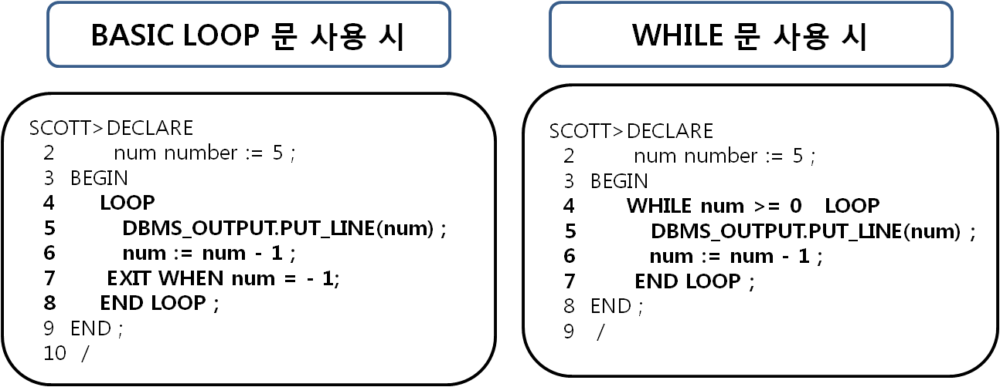 BASIC LOOP 문 사용 시
SCOTT>DECLARE
2 num number := 5 ;
3 BEGIN
4 LOOP
5 DBMS_OUTPUT.PUT_LINE(num) ;
6 num := num - 1 ;
7 EXIT WHEN num = - 1;
8 END LOOP ;
9 END ;
10 /
WHILE 문 사용 시
SCOTT>DECLARE
2 num number := 5 ;
3 BEGIN
4 WHILE num >= 0 LOOP
5 DBMS_OUTPUT.PUT_LINE(num) ;
6 num := num - 1 ;
7 END LOOP ;
8 END ;
9 /